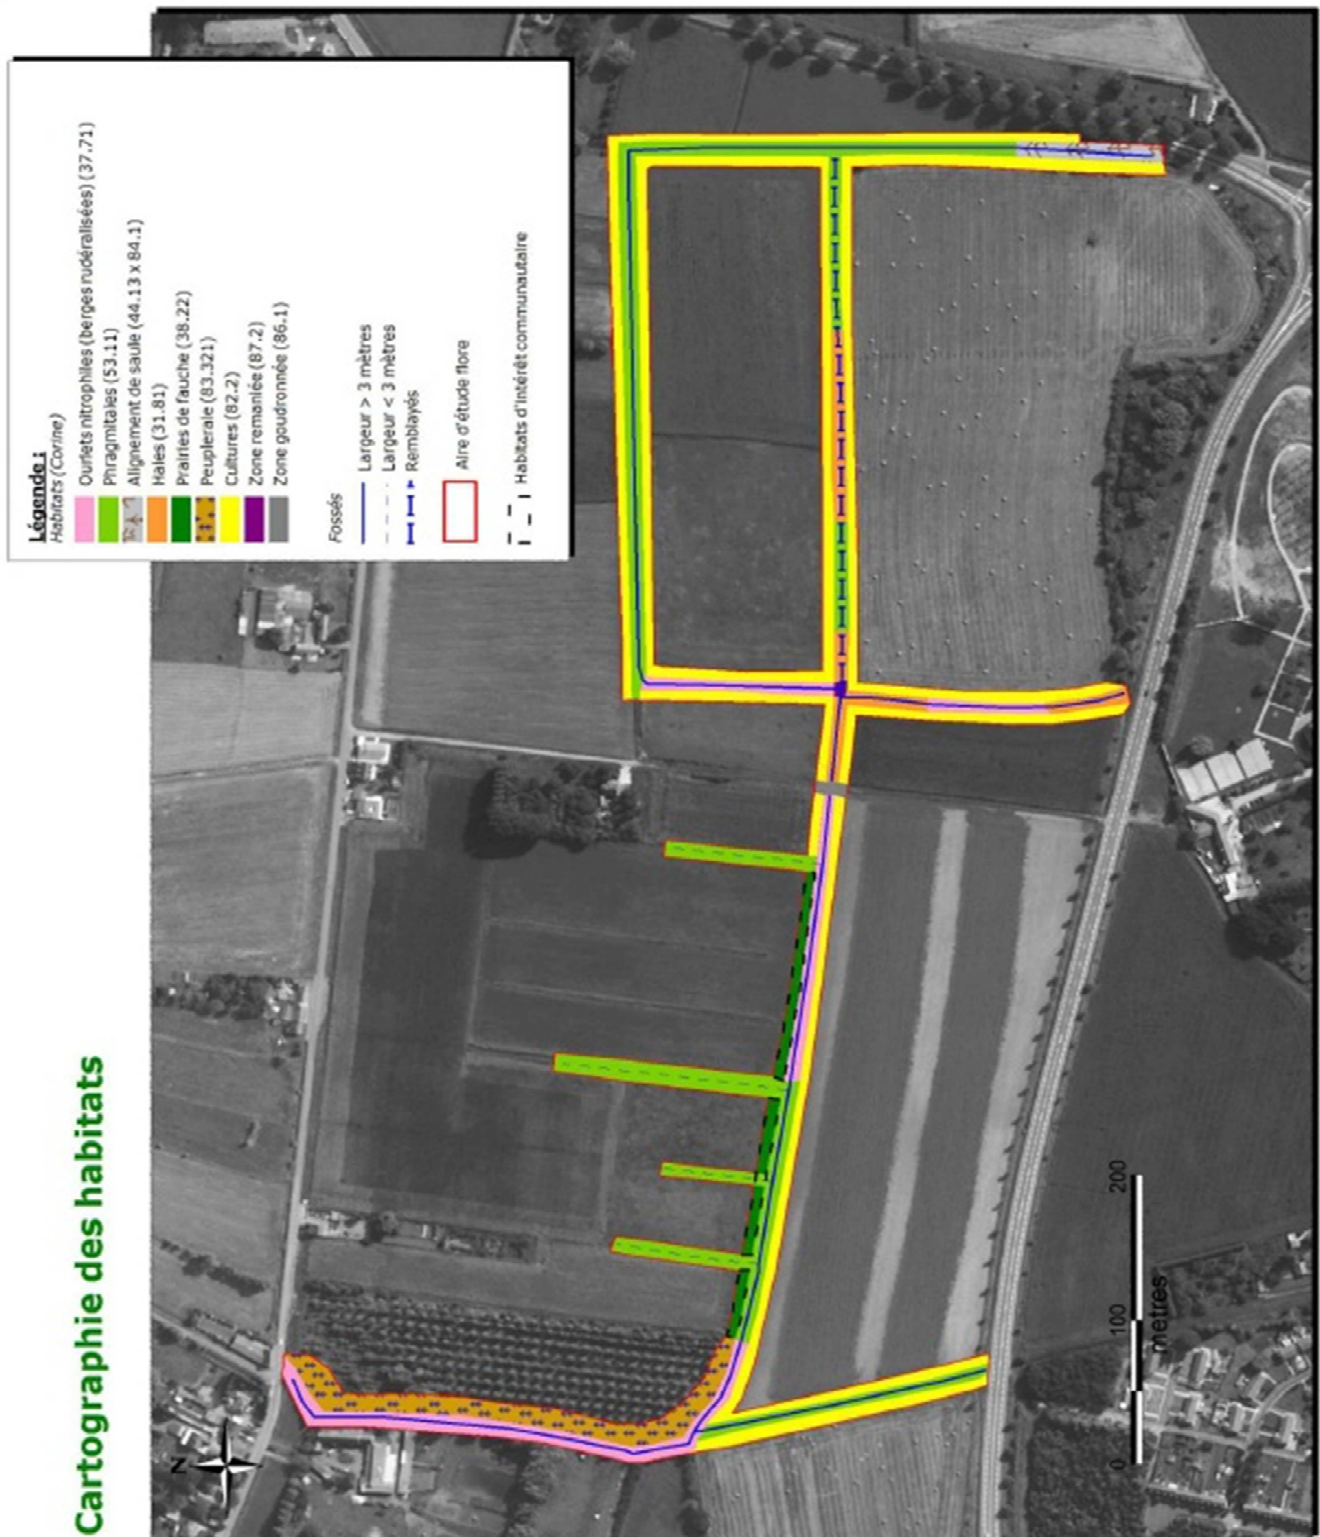 Cartographie des habitats
Légende :
Habitats (Corine)
Ourlets nitrophiles (berges rudéralisées) (37.71)
Phragmitaies (53.11)
Alignement de saule (44.13 x 84.1)
Haies (31.81)
Prairies de fauche (38.22)
Peupleraie (83.321)
Cultures (82.2)
Zone remaniée (87.2)
Zone goudronnée (86.1)
Fossés
Largeur > 3 mètres
Largeur < 3 mètres
Remblayés
Aire d'étude flore
Habitats d'intérêt communautaire
N
0 100 200
metres